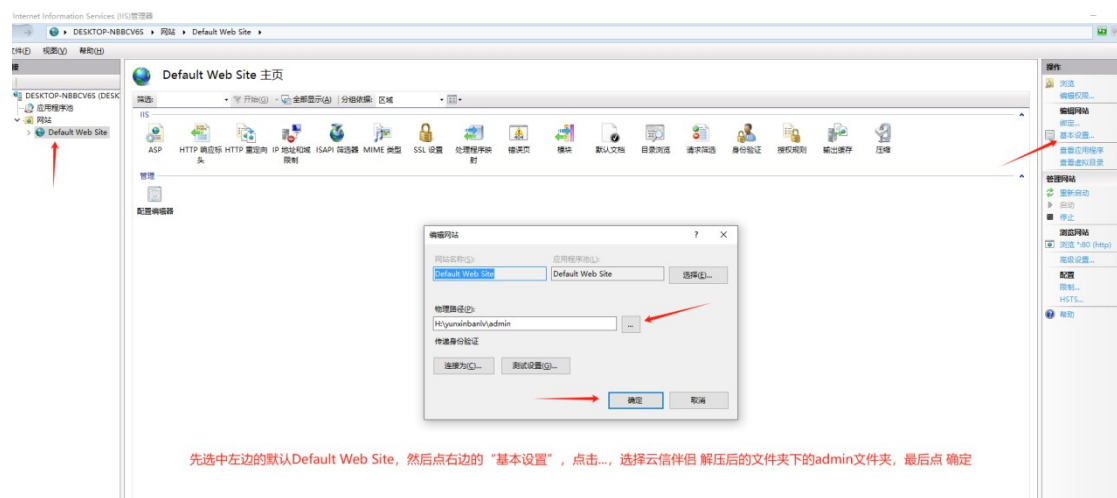 Internet Information Services (IIS)管理器
DESKTOP-NBBCV6S ▸ 网站 ▸ Default Web Site ▸
文件(F) 视图(V) 帮助(H)
DESKTOP-NBBCV6S (DESK
应用程序池
网站
Default Web Site
Default Web Site 主页
筛选:
开始(G)
全部显示(A)
分组依据: 区域
IIS
ASP
HTTP 响应标头
HTTP 重定向
IP 地址和域限制
ISAPI 筛选器
MIME 类型
SSL 设置
处理程序映射
错误页
模块
默认文档
目录浏览
请求筛选
身份验证
授权规则
输出缓存
压缩
管理
配置编辑器
编辑网站
? X
网站名称(S):
应用程序池(L):
Default Web Site
Default Web Site
选择(E)...
物理路径(P):
H:\yunxinbanlv\admin
...
传递身份验证
连接为(C)...
测试设置(G)...
确定
取消
操作
浏览
编辑权限...
编辑网站
绑定...
基本设置...
查看应用程序
查看虚拟目录
管理网站
重新启动
启动
停止
浏览网站
浏览 *:80 (http)
高级设置...
配置
限制...
HSTS...
帮助
先选中左边的默认Default Web Site，然后点右边的“基本设置”，点击...，选择云信伴侣 解压后的文件夹下的admin文件夹，最后点 确定